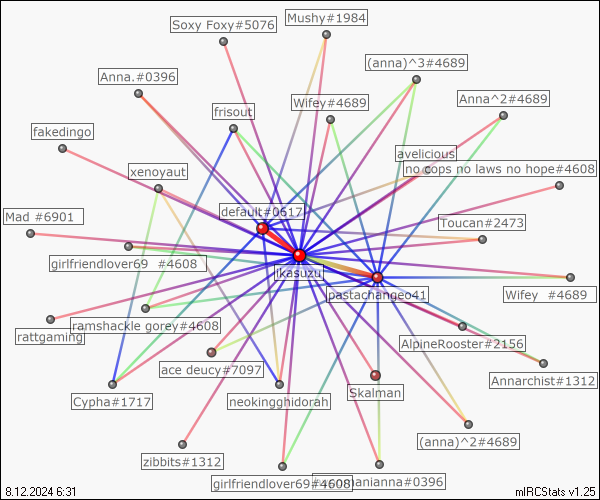 Mushy#1984
Soxy Foxy#5076
(anna)^3#4689
Anna.#0396
Anna^2#4689
Wifey#4689
frisout
fakedingo
avelicious
xenoyaut
no cops no laws no hope#4608
default#0617
Mad #6901
Toucan#2473
girlfriendlover69 #4608
ikasuzu
pastachangeo41
Wifey #4689
ramshackle gorey#4608
rattgaming
AlpineRooster#2156
ace deucy#7097
Annarchist#1312
Skalman
Cypha#1717
neokingghidorah
(anna)^2#4689
zibbits#1312
girlfriendlover69#4608
manianna#0396
8.12.2024 6:31
mIRCStats v1.25